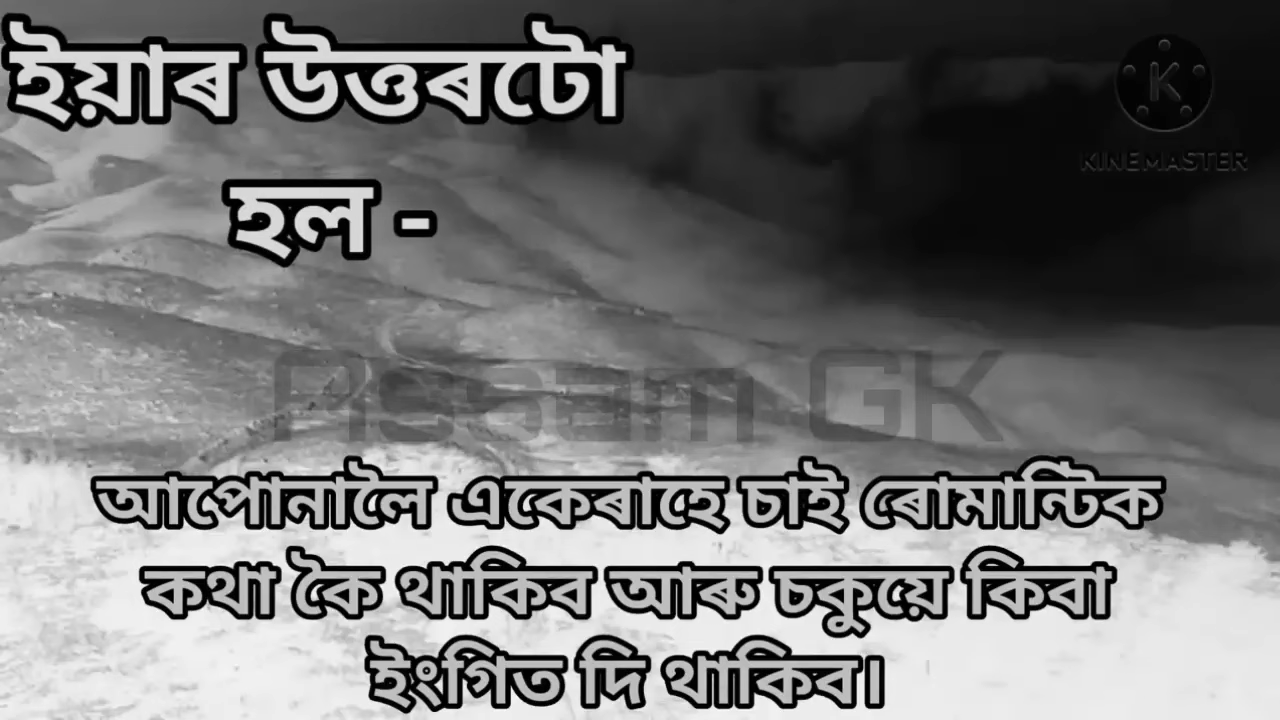 ইয়াৰ উত্তৰটো
হল -
KINEMASTER
Assam GK
আপোনালৈ একেৰাহে চাই ৰোমান্টিক
কথা কৈ থাকিব আৰু চকুয়ে কিবা
ইংগিত দি থাকিব।